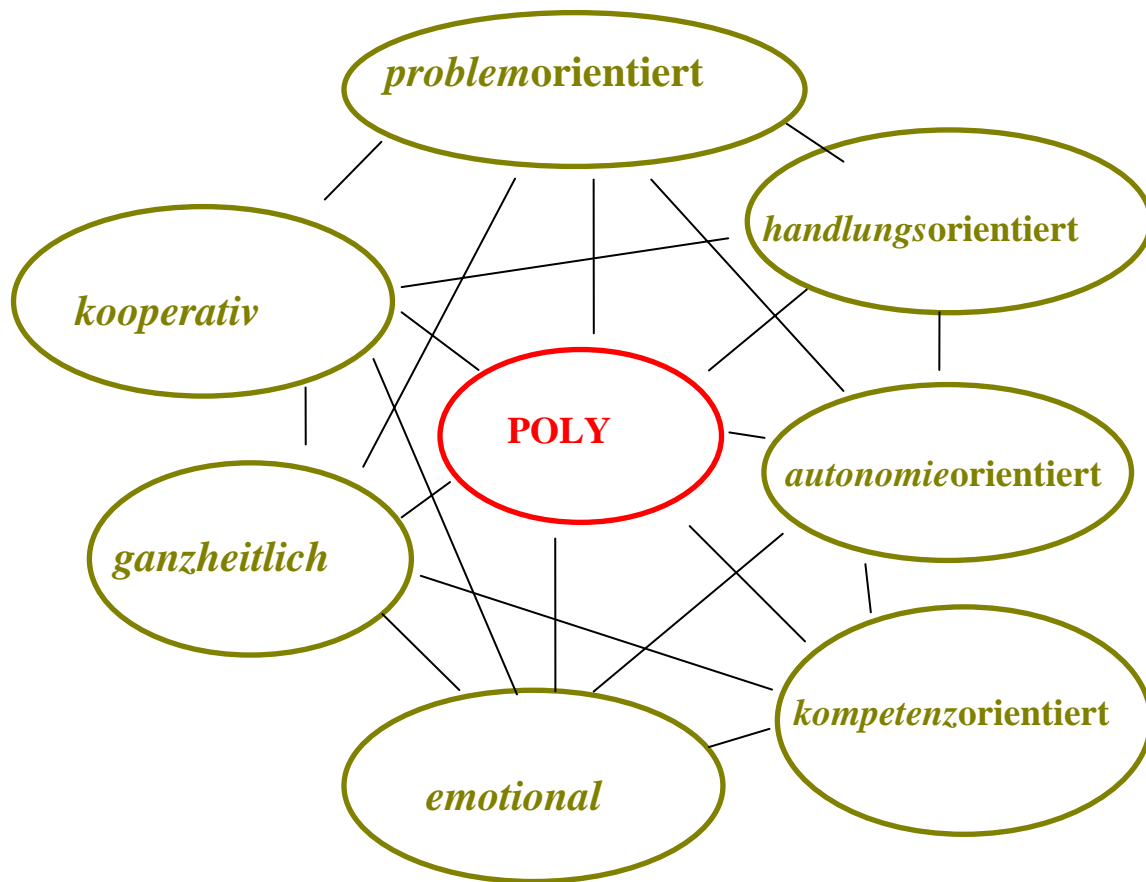 problemorientiert
handlungsorientiert
kooperativ
POLY
autonomieorientiert
ganzheitlich
kompetenzorientiert
emotional